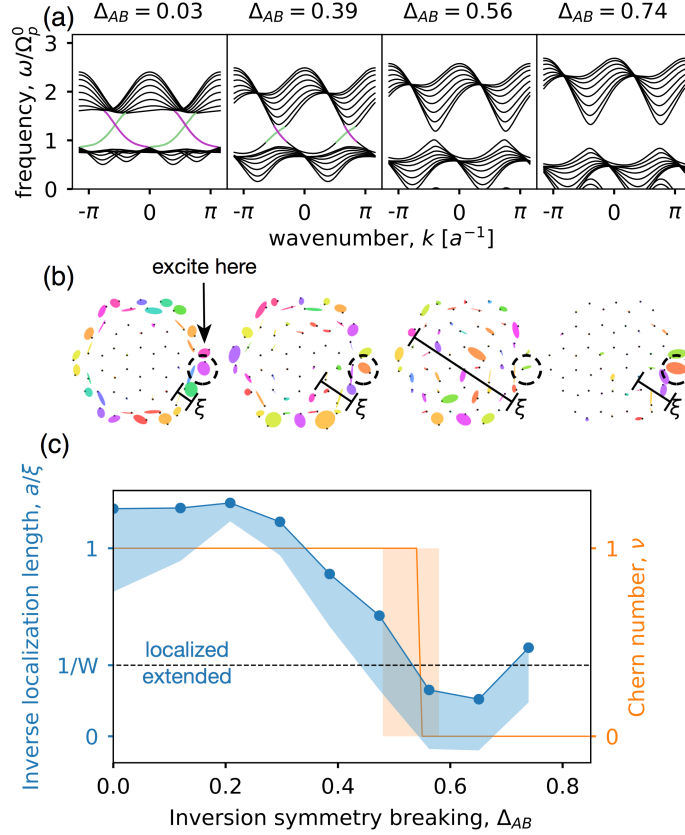 (a)
Δ_AB = 0.03 Δ_AB = 0.39 Δ_AB = 0.56 Δ_AB = 0.74
frequency, ω/Ω_p^0
3
2
1
0
-π 0 π -π 0 π -π 0 π -π 0 π
wavenumber, k [a⁻¹]
(b)
excite here
ξ ξ ξ ξ
(c)
Inverse localization length, a/ξ
1
1/W
0
localized
extended
1
0
Chern number, ν
0.0 0.2 0.4 0.6 0.8
Inversion symmetry breaking, Δ_AB